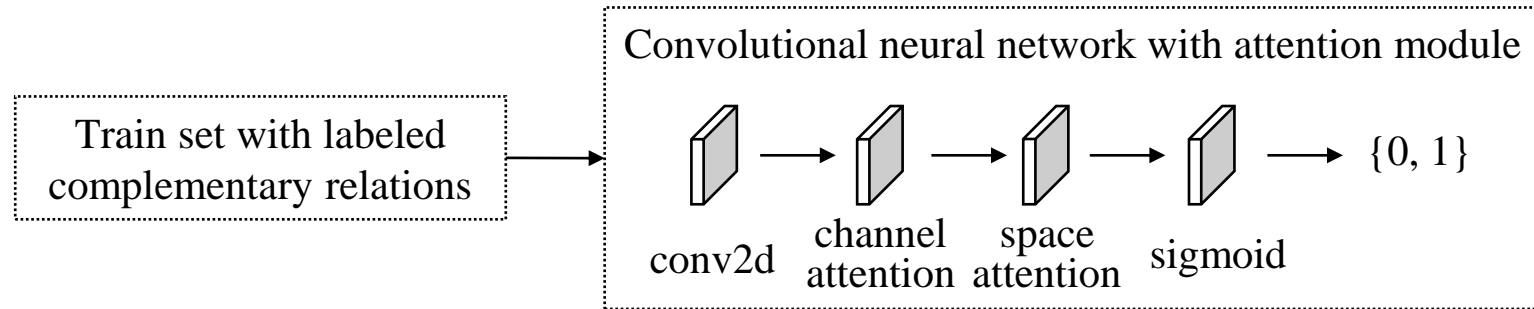 Convolutional neural network with attention module
Train set with labeled
complementary relations
{0, 1}
conv2d
channel
attention
space
attention
sigmoid